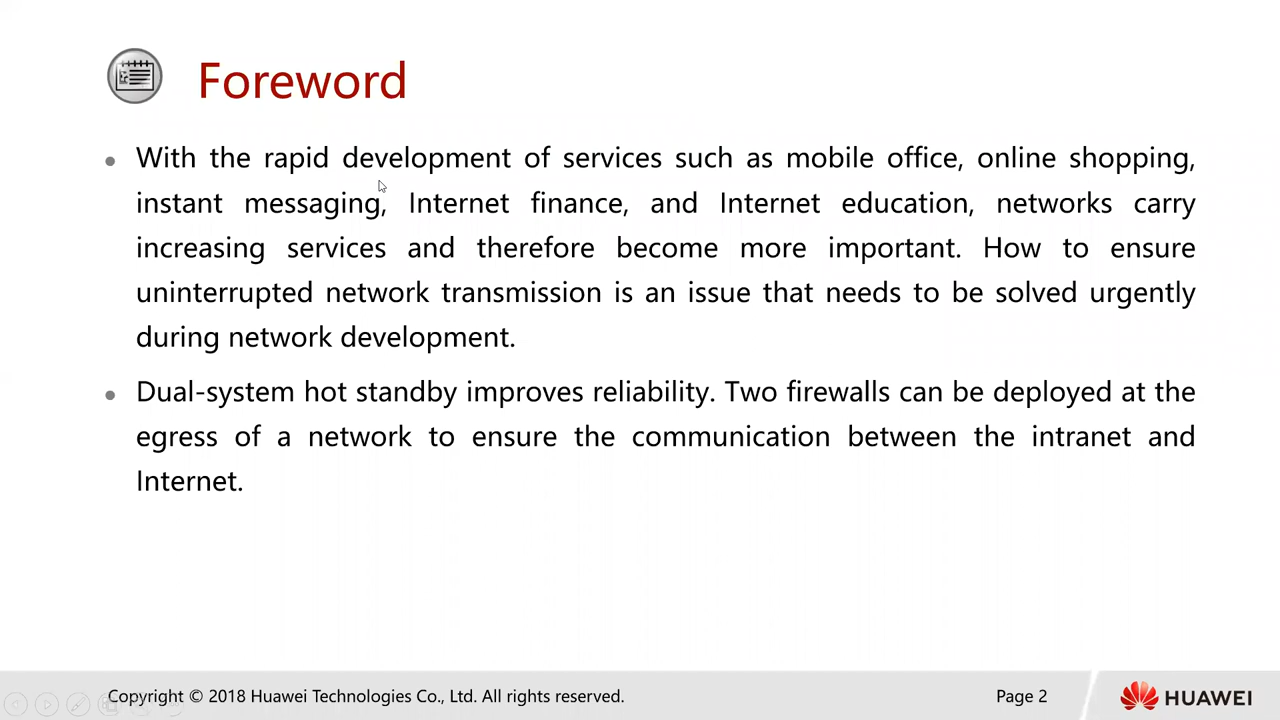 Foreword
With the rapid development of services such as mobile office, online shopping,
instant messaging, Internet finance, and Internet education, networks carry
increasing services and therefore become more important. How to ensure
uninterrupted network transmission is an issue that needs to be solved urgently
during network development.
Dual-system hot standby improves reliability. Two firewalls can be deployed at the
egress of a network to ensure the communication between the intranet and
Internet.
Copyright © 2018 Huawei Technologies Co., Ltd. All rights reserved.
Page 2
HUAWEI